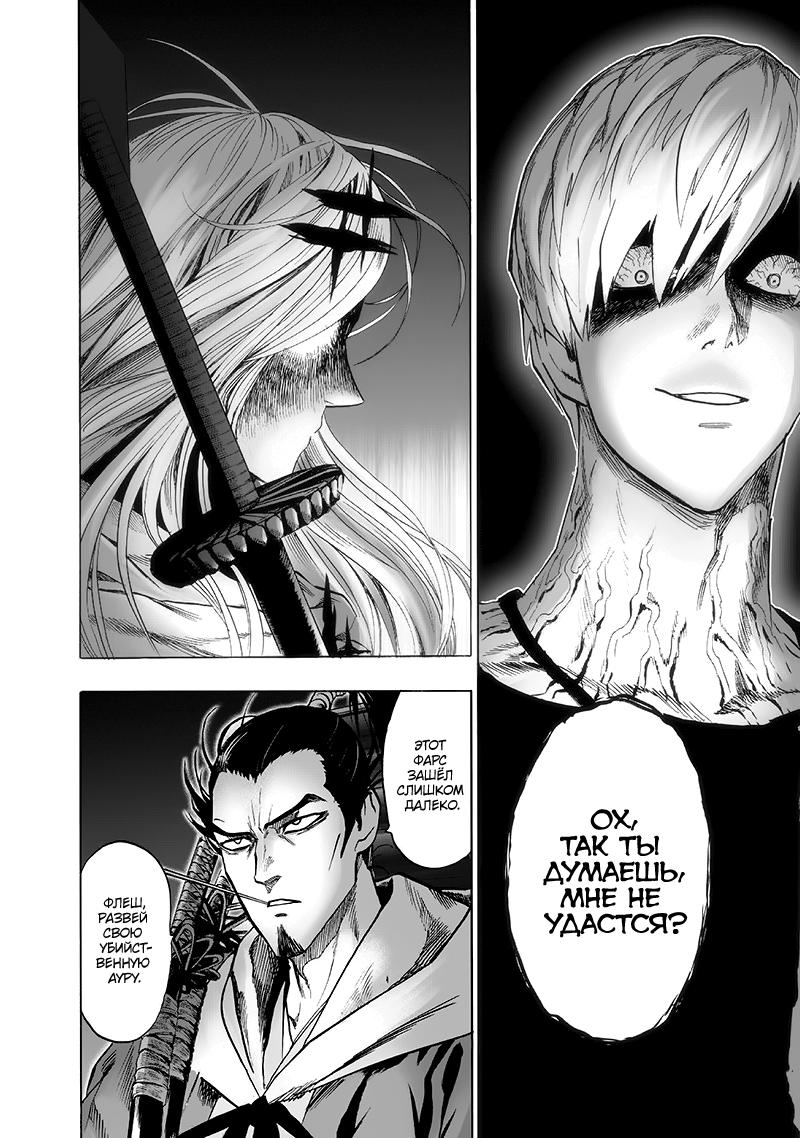 ОХ,
ТАК ТЫ
ДУМАЕШЬ,
МНЕ НЕ
УДАСТСЯ?
ЭТОТ
ФАРС
ЗАШЁЛ
СЛИШКОМ
ДАЛЕКО.
ФЛЕШ,
РАЗВЕЙ
СВОЮ
УБИЙСТ-
ВЕННУЮ
АУРУ.